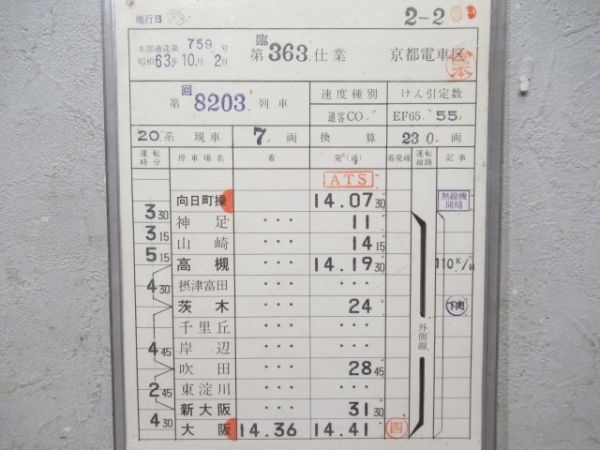 施行日 2-2
本部通達第 759 号 臨
昭和63年10月 2日 第363仕業 京都電車区
回 速度種別 けん引定数
第 8203 列車 通客CO. EF65. 55
20系 現車 7 両 換算 23 0 両
運転時分 停車場名 着 発(通) 着発線 運転線路 記事
ATS
向日町操 14.07 30 無線機開局
3 30 神足 ・・・ 11
3 15 山崎 ・・・ 14 15
5 15 高槻 ・・・ 14.19 30 110K/h
摂津富田 ・・・ ・・・
4 30 茨木 ・・・ 24 下内
千里丘 ・・・ ・・・ 外側線
岸辺 ・・・ ・・・
4 45 吹田 ・・・ 28 45
東淀川 ・・・ ・・・
2 45 新大阪 ・・・ 31 30
4 30 大阪 14.36 14.41 四